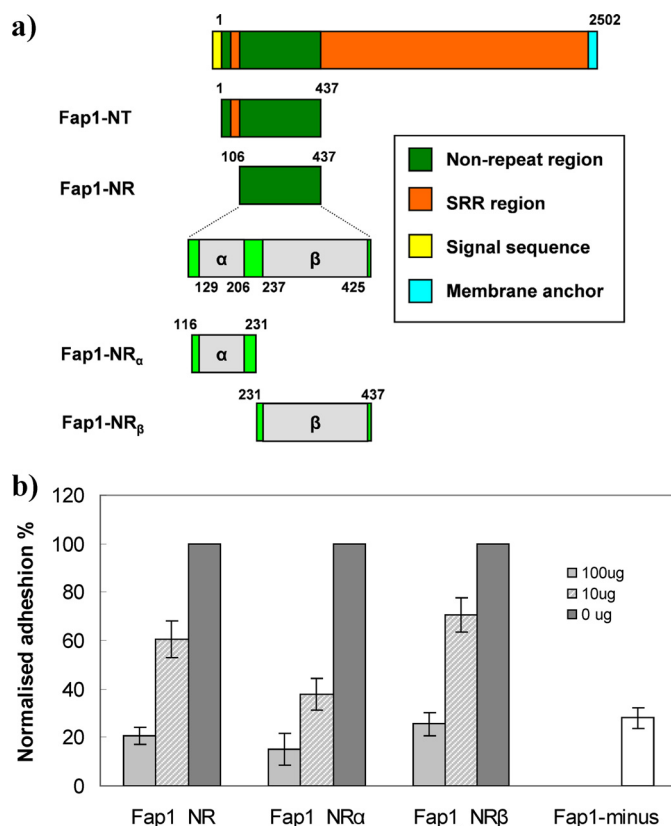 a)
1 2502
1 437
Fap1-NT
106 437
Fap1-NR
α β
129 206 237 425
116 231
Fap1-NRα
α
231 437
Fap1-NRβ
β
Non-repeat region
SRR region
Signal sequence
Membrane anchor
b)
Normalised adheshion %
120
100
80
60
40
20
0
100ug
10ug
0 ug
Fap1 NR Fap1 NRα Fap1 NRβ Fap1-minus